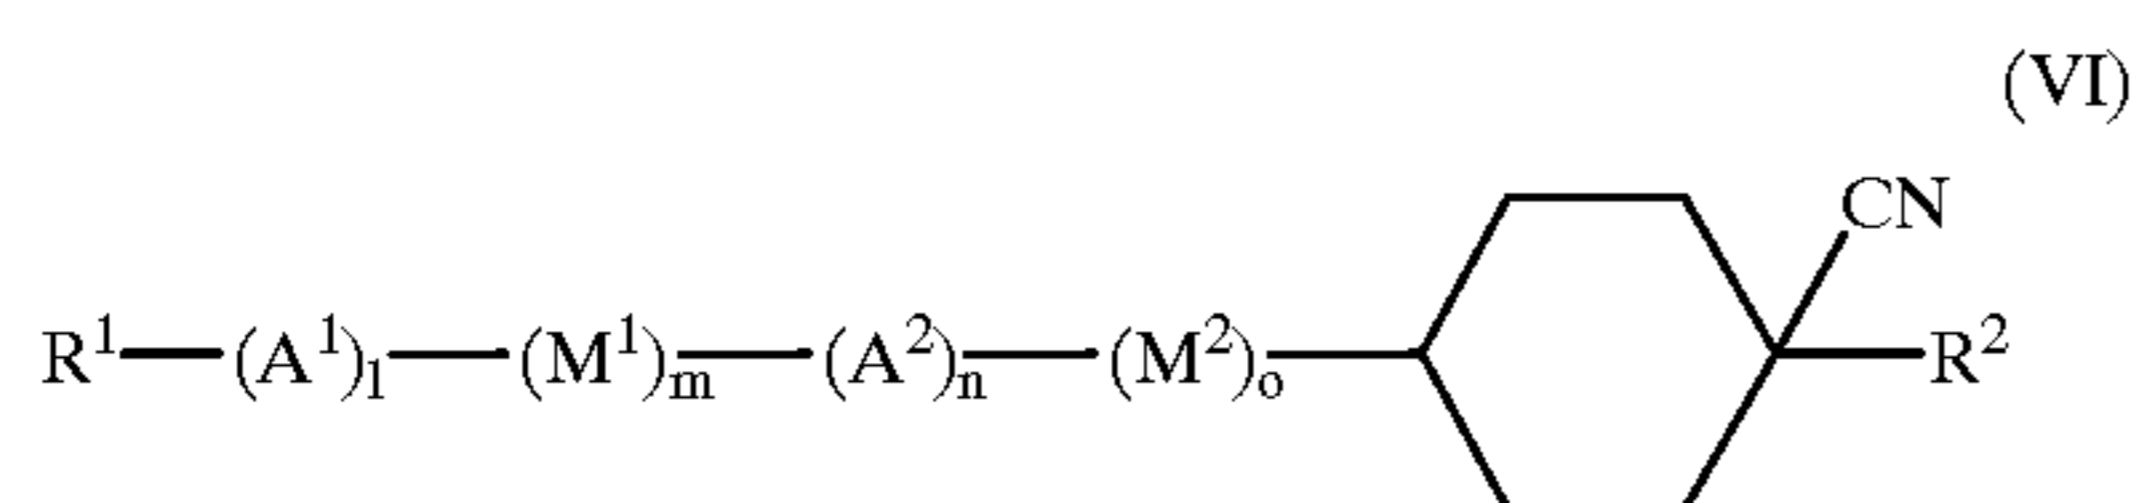 (VI)
CN
R¹—(A¹)ₗ—(M¹)ₘ—(A²)ₙ—(M²)ₒ R²